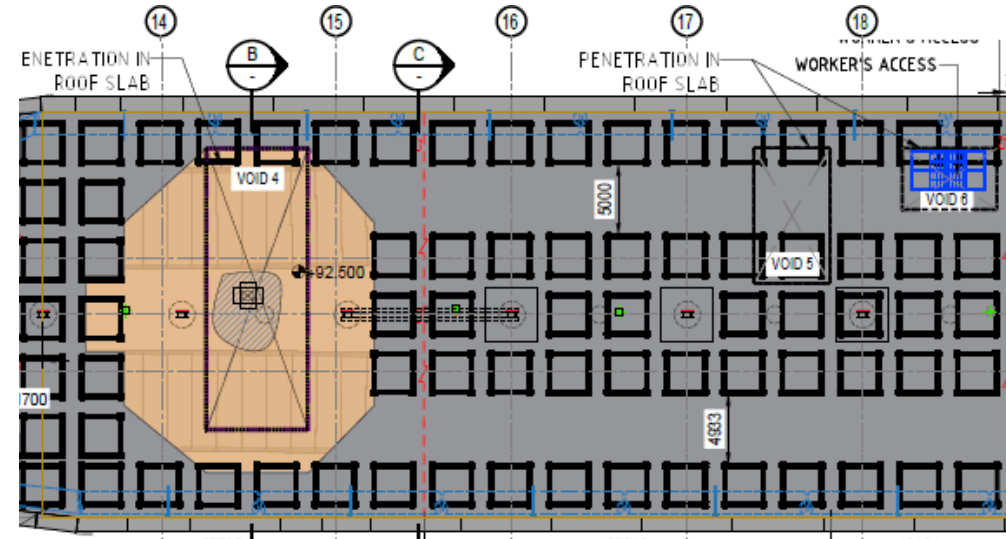 14
15
16
17
18
B
-
C
-
ENETRATION IN
ROOF SLAB
PENETRATION IN
ROOF SLAB
WORKER'S ACCESS
WORKER'S ACCESS
VOID 4
VOID 5
VOID 6
5000
+92.500
4933
1700